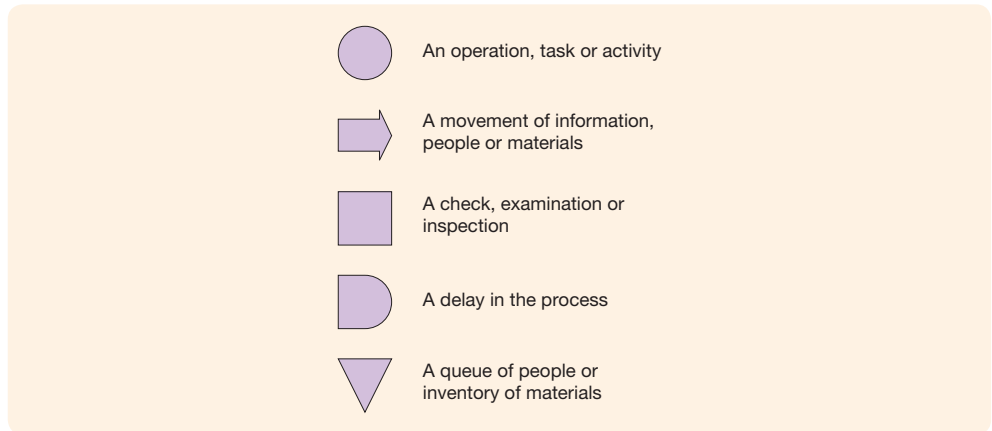 An operation, task or activity
A movement of information,
people or materials
A check, examination or
inspection
A delay in the process
A queue of people or
inventory of materials